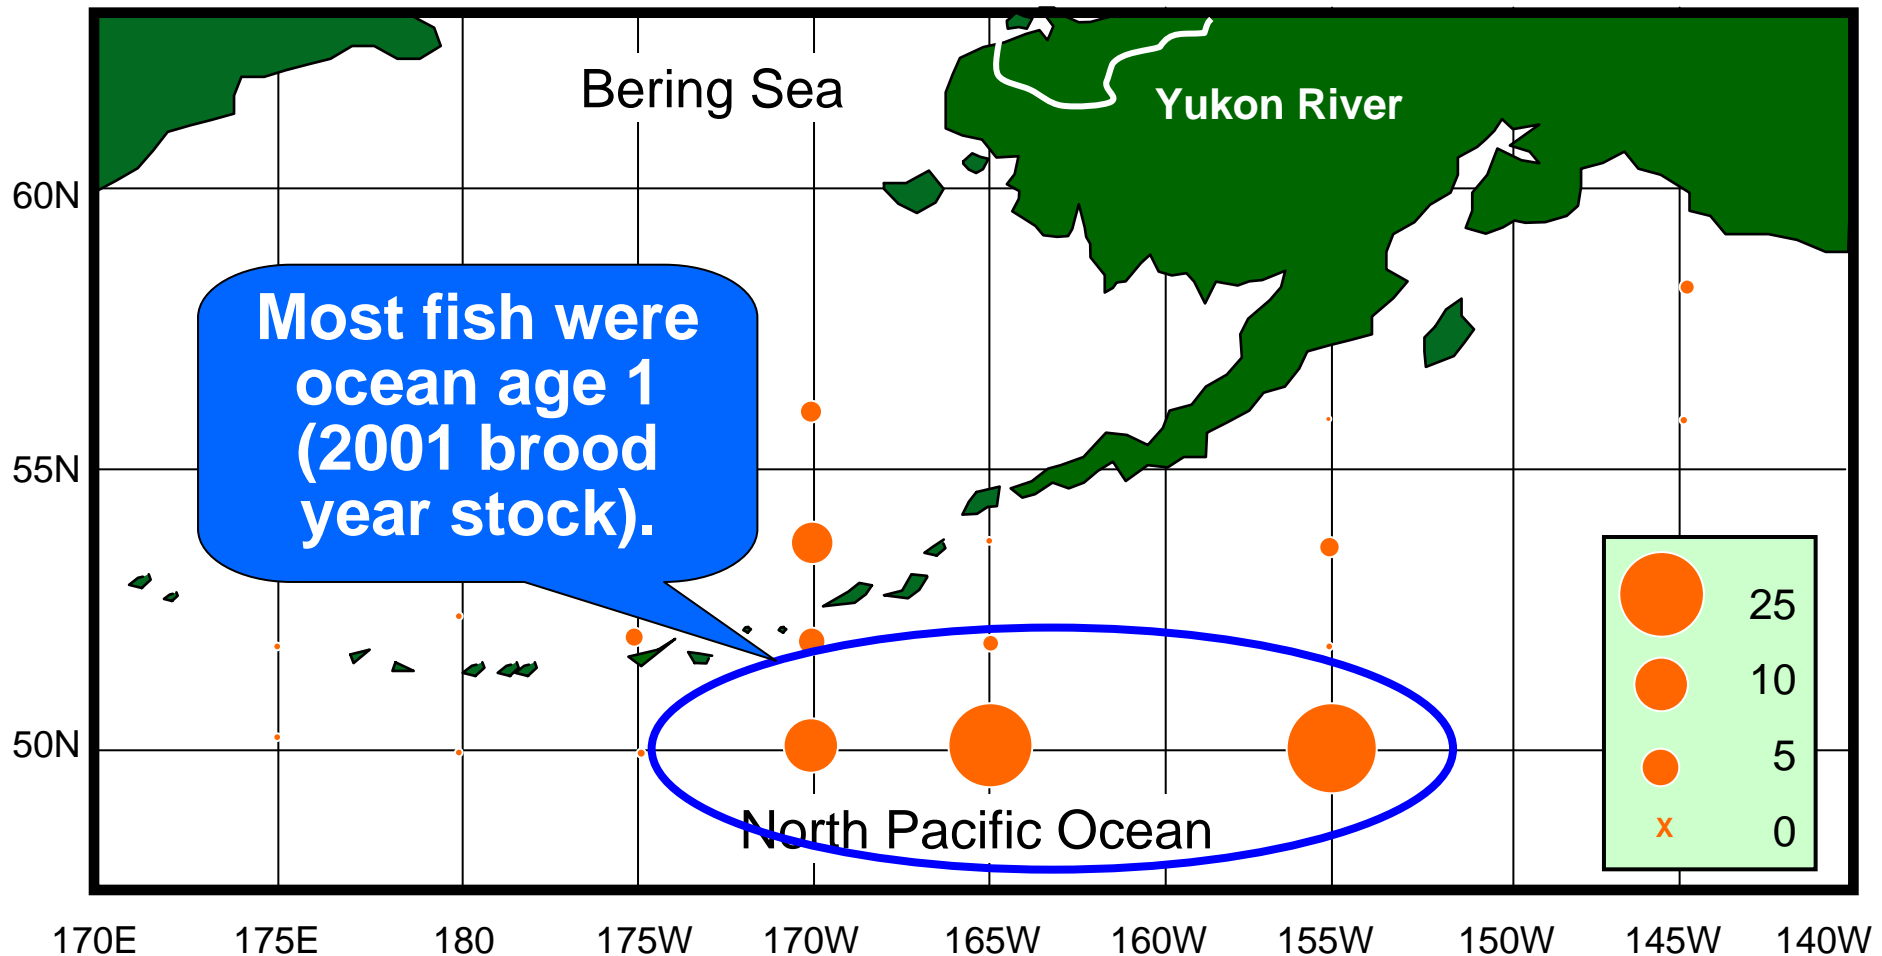 Bering Sea
Yukon River
60N
Most fish were
ocean age 1
(2001 brood
year stock).
55N
25
10
5
x 0
50N
North Pacific Ocean
170E 175E 180 175W 170W 165W 160W 155W 150W 145W 140W